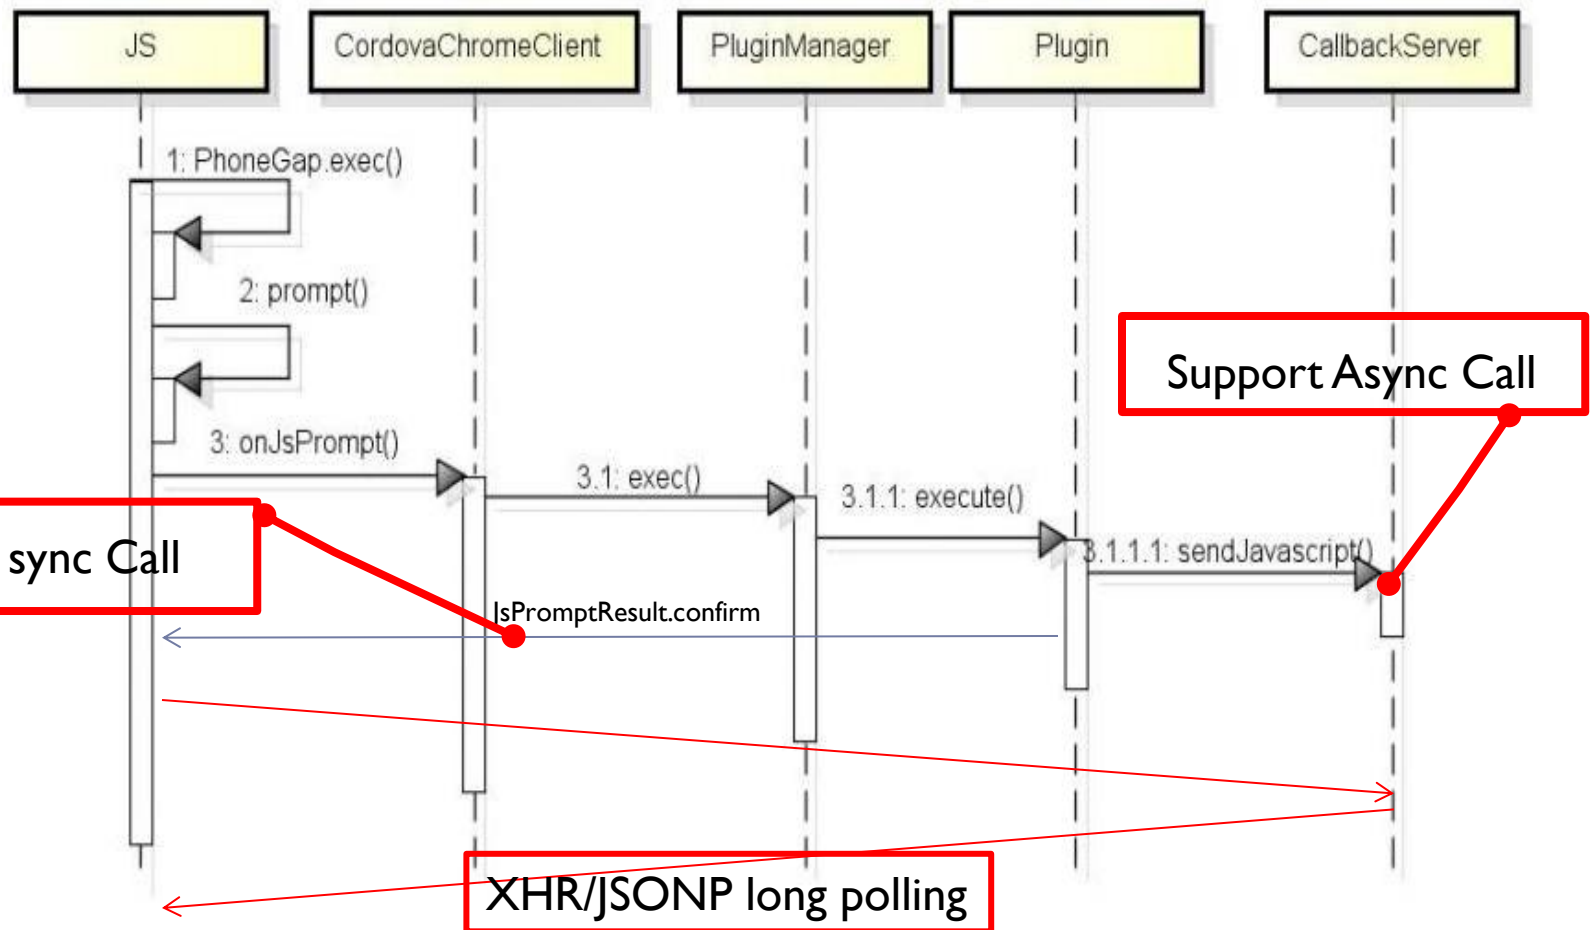 JS
CordovaChromeClient
PluginManager
Plugin
CallbackServer
1: PhoneGap.exec()
2: prompt()
Support Async Call
3: onJsPrompt()
3.1: exec()
3.1.1: execute()
sync Call
3.1.1.1: sendJavascript()
JsPromptResult.confirm
XHR/JSONP long polling